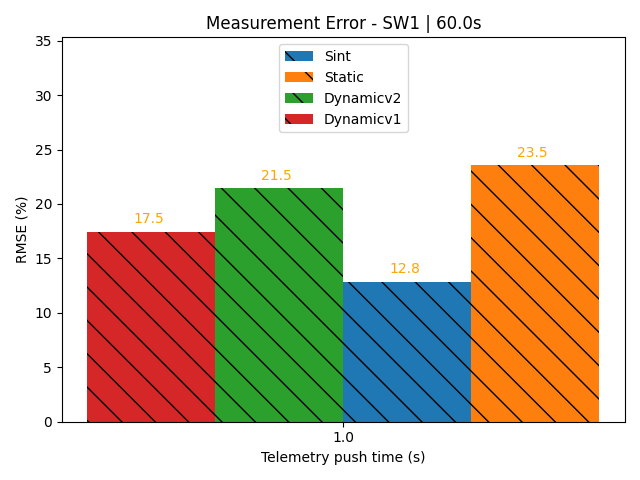 Measurement Error - SW1 | 60.0s
RMSE (%)
35
30
25
20
15
10
5
0
Sint
Static
Dynamicv2
Dynamicv1
17.5
21.5
12.8
23.5
1.0
Telemetry push time (s)